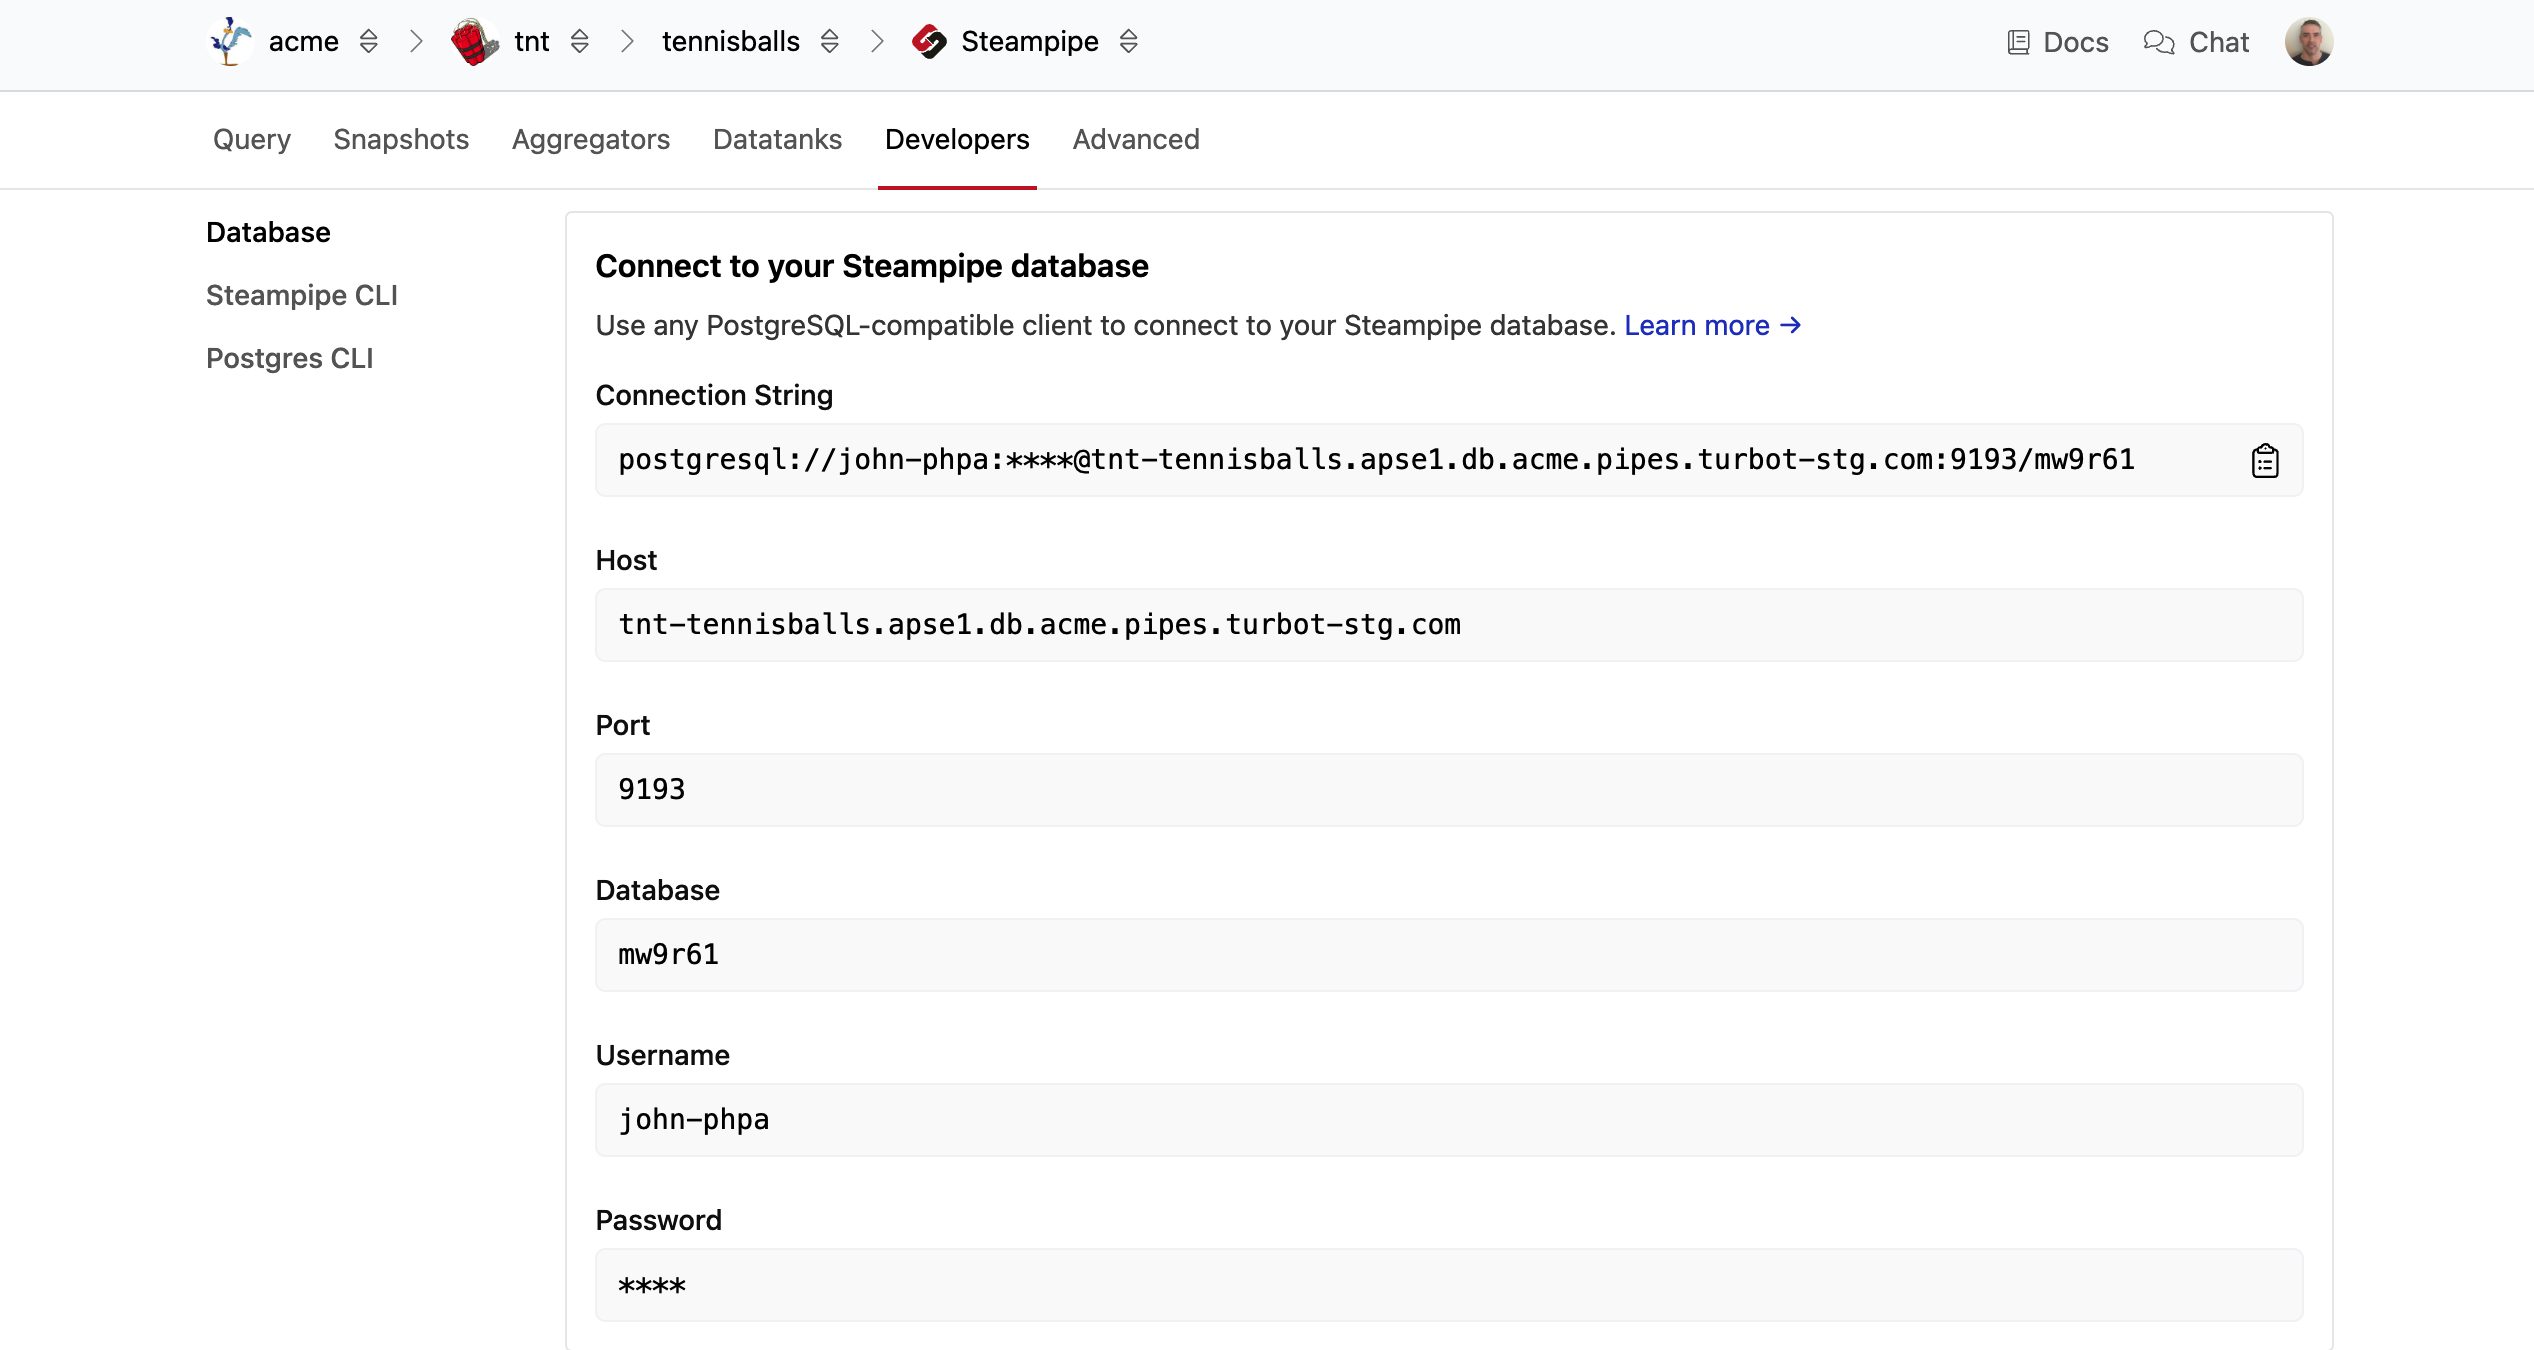 acme tnt tennisballs Steampipe Docs Chat
Query Snapshots Aggregators Datatanks Developers Advanced
Database
Steampipe CLI
Postgres CLI
Connect to your Steampipe database
Use any PostgreSQL-compatible client to connect to your Steampipe database. Learn more →
Connection String
postgresql://john-phpa:****@tnt-tennisballs.apse1.db.acme.pipes.turbot-stg.com:9193/mw9r61
Host
tnt-tennisballs.apse1.db.acme.pipes.turbot-stg.com
Port
9193
Database
mw9r61
Username
john-phpa
Password
****